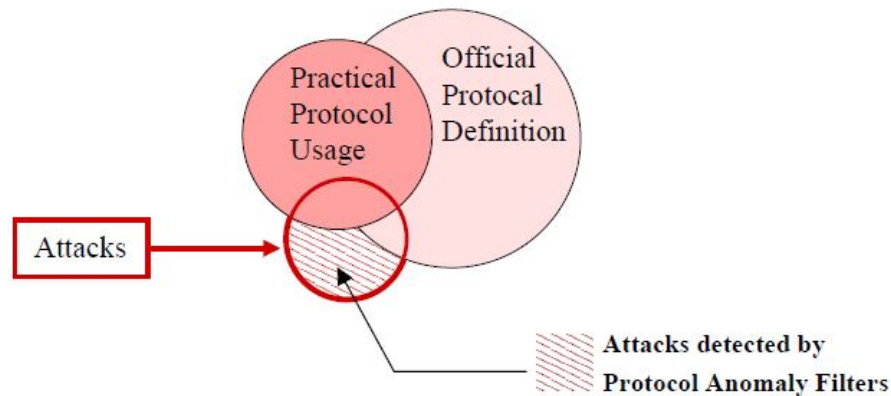 Practical
Protocol
Usage
Official
Protocal
Definition
Attacks
Attacks detected by
Protocol Anomaly Filters